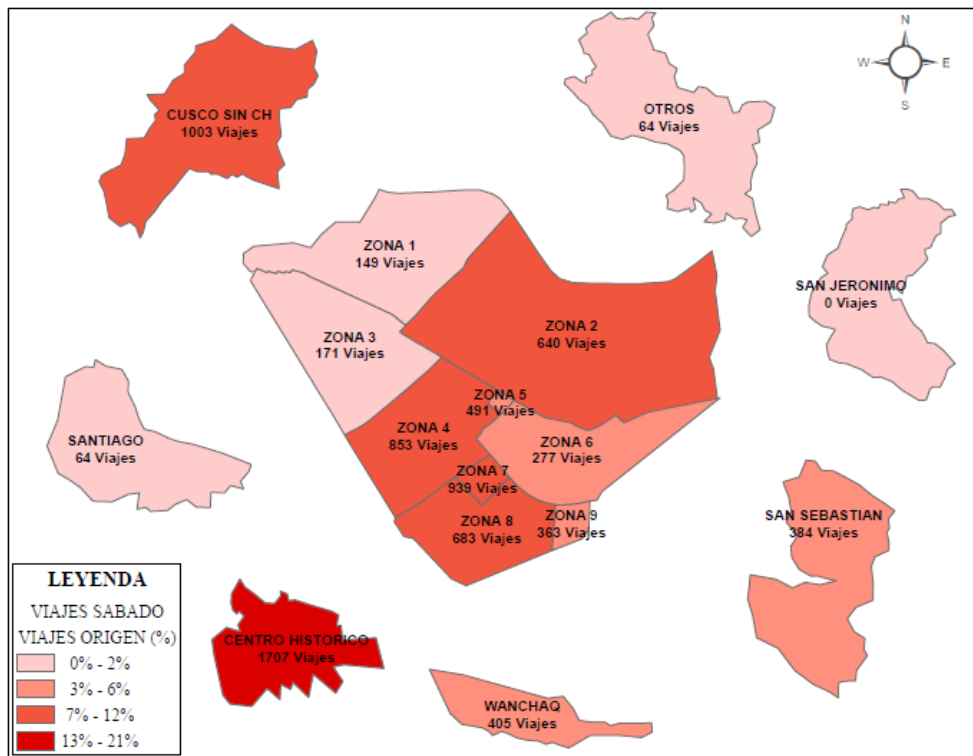 N
W E
S
CUSCO SIN CH
1003 Viajes
OTROS
64 Viajes
ZONA 1
149 Viajes
SAN JERONIMO
0 Viajes
ZONA 2
640 Viajes
ZONA 3
171 Viajes
ZONA 5
491 Viajes
ZONA 4
853 Viajes
SANTIAGO
64 Viajes
ZONA 6
277 Viajes
ZONA 7
939 Viajes
ZONA 8
683 Viajes
ZONA 9
363 Viajes
SAN SEBASTIAN
384 Viajes
CENTRO HISTORICO
1707 Viajes
WANCHAQ
405 Viajes
LEYENDA
VIAJES SABADO
VIAJES ORIGEN (%)
0% - 2%
3% - 6%
7% - 12%
13% - 21%